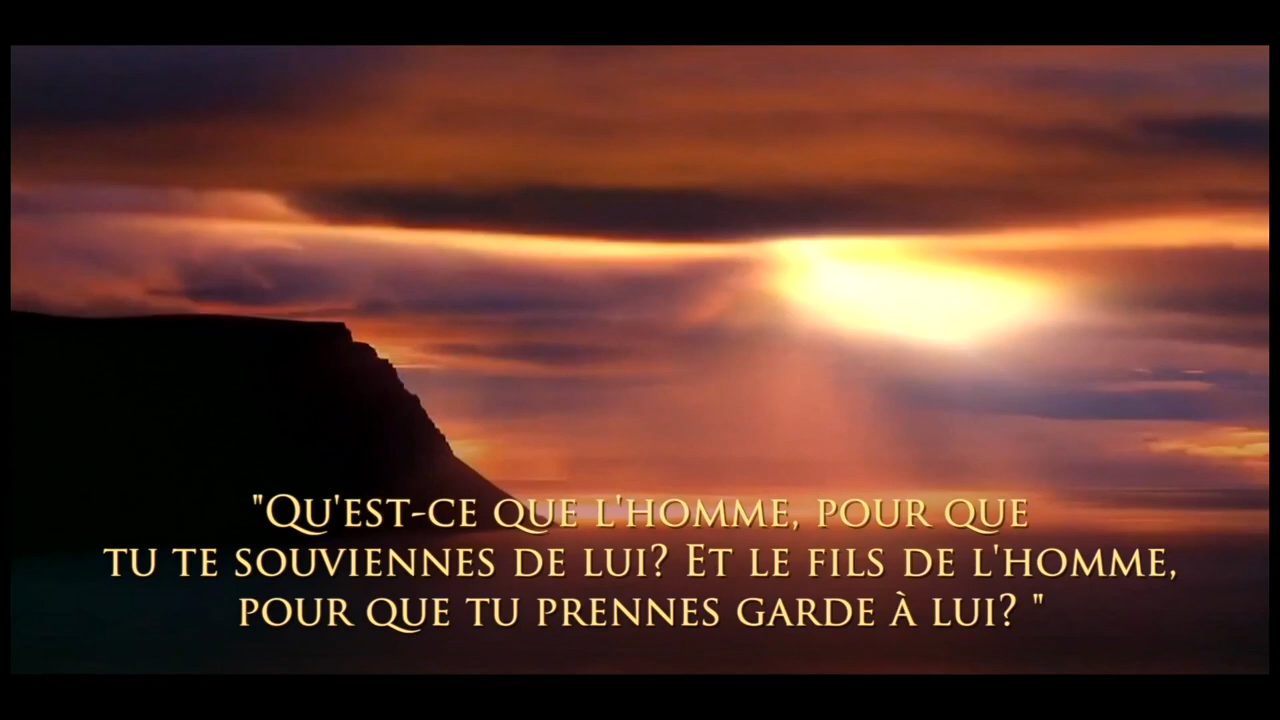 "Qu'est-ce que l'homme, pour que
tu te souviennes de lui? Et le fils de l'homme,
pour que tu prennes garde à lui? "